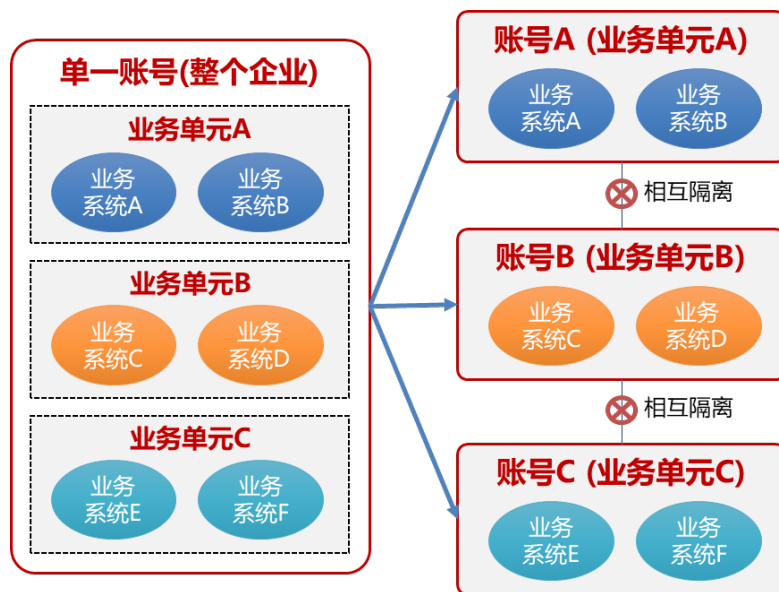 单一账号(整个企业)
业务单元A
业务
系统A
业务
系统B
业务单元B
业务
系统C
业务
系统D
业务单元C
业务
系统E
业务
系统F
账号A (业务单元A)
业务
系统A
业务
系统B
相互隔离
账号B (业务单元B)
业务
系统C
业务
系统D
相互隔离
账号C (业务单元C)
业务
系统E
业务
系统F